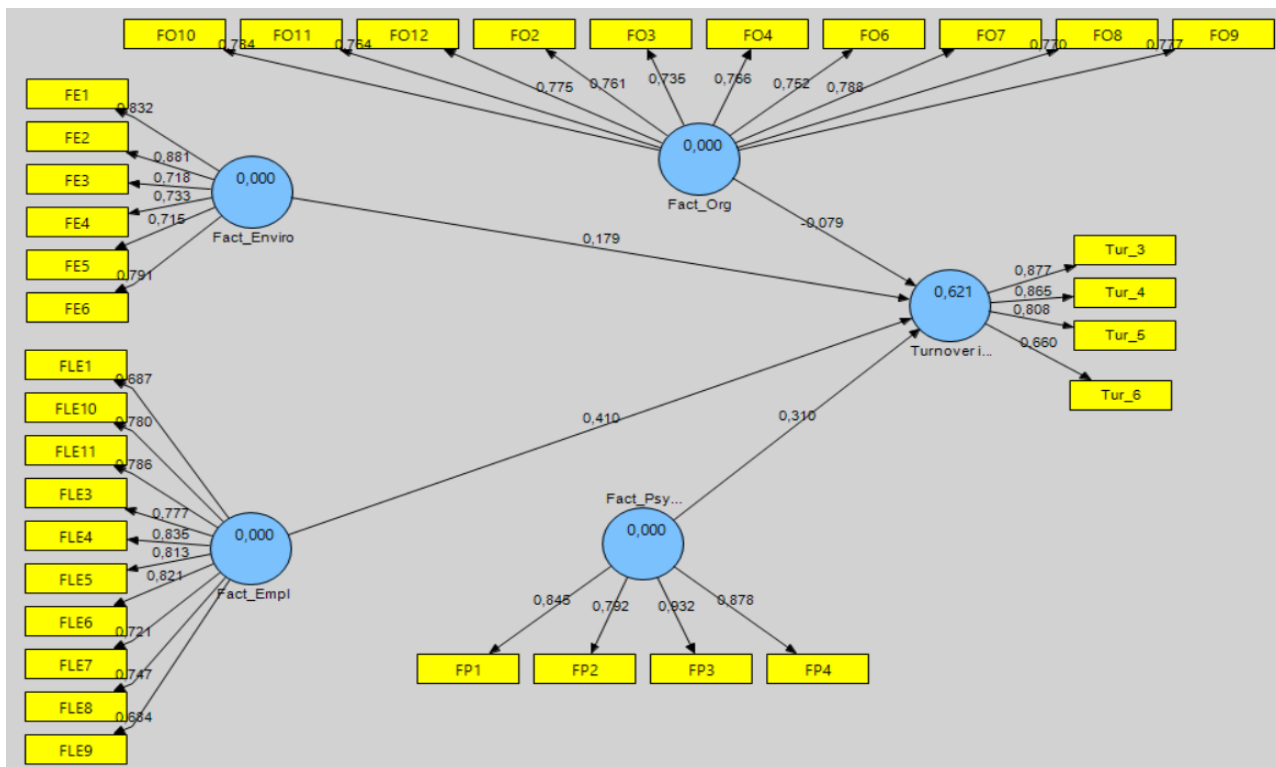 FO10
FO11
FO12
FO2
FO3
FO4
FO6
FO7
FO8
FO9
0,784
0,764
0,775
0,761
0,735
0,766
0,752
0,788
0,770
0,777
0,000
Fact_Org
-0,079
FE1
FE2
FE3
FE4
FE5
FE6
0,832
0,881
0,718
0,733
0,715
0,791
0,000
Fact_Enviro
0,179
Tur_3
Tur_4
Tur_5
Tur_6
0,877
0,865
0,808
0,660
0,621
Turnover i...
FLE1
FLE10
FLE11
FLE3
FLE4
FLE5
FLE6
FLE7
FLE8
FLE9
0,687
0,780
0,786
0,777
0,835
0,813
0,821
0,721
0,747
0,684
0,000
Fact_Empl
0,410
0,310
Fact_Psy...
0,000
0,845
0,792
0,932
0,878
FP1
FP2
FP3
FP4